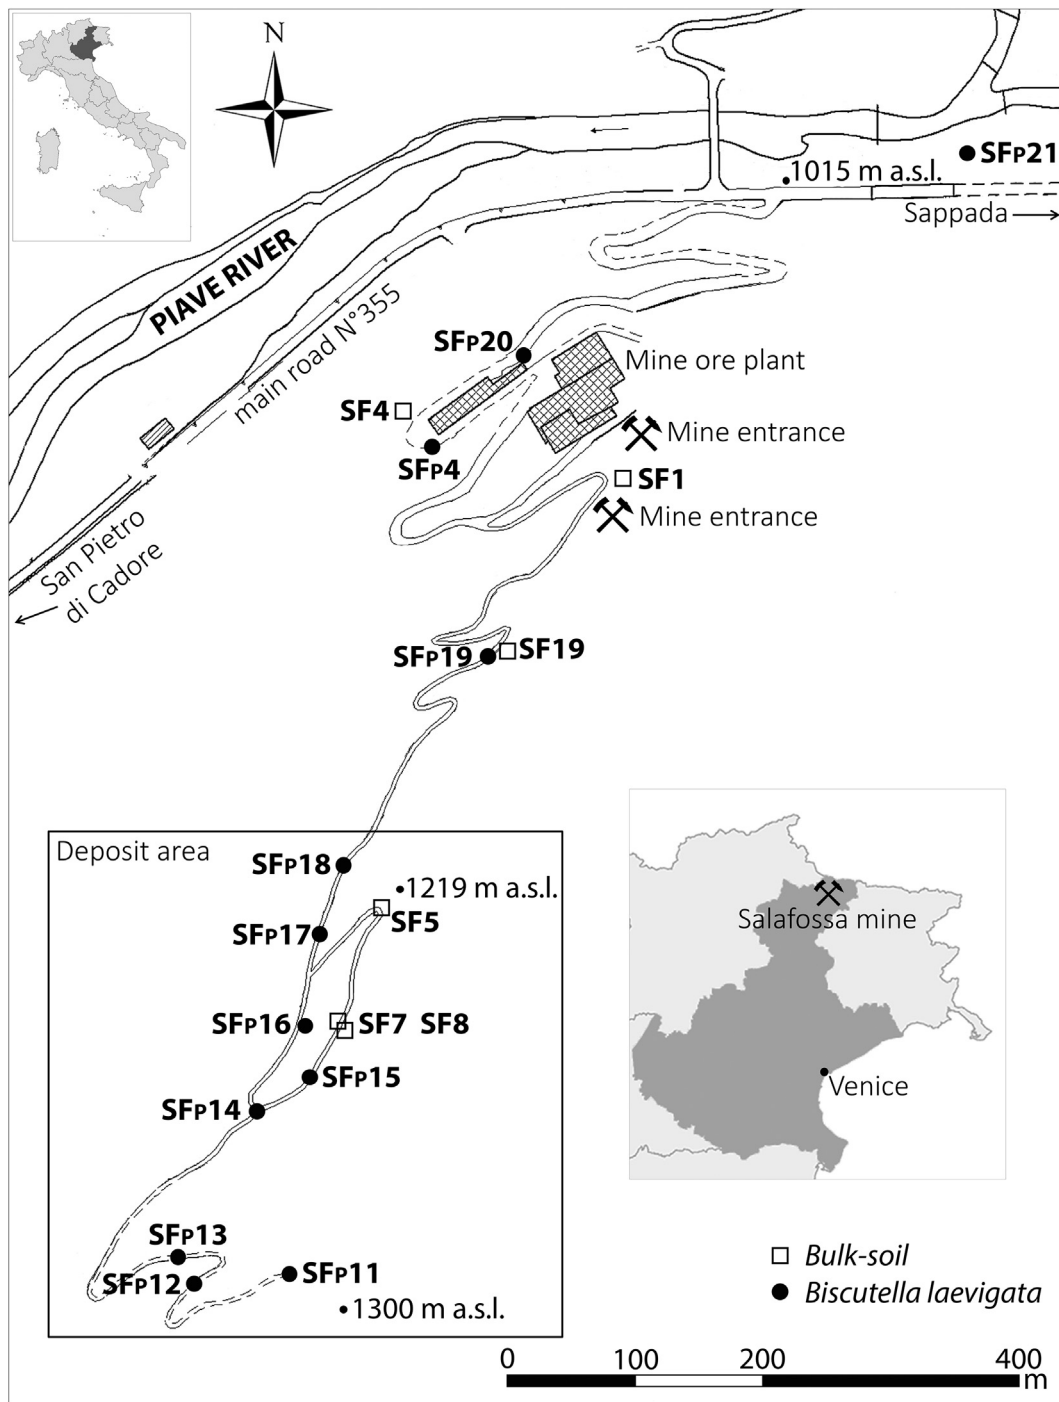 N
SFP21
1015 m a.s.l.
Sappada
PIAVE RIVER
main road N°355
SFP20
Mine ore plant
SF4
Mine entrance
SFP4
SF1
Mine entrance
San Pietro
di Cadore
SFP19
SF19
Deposit area
SFP18
1219 m a.s.l.
SF5
SFP17
SFP16
SF7 SF8
SFP15
SFP14
Salafossa mine
Venice
SFP13
SFP12
SFP11
1300 m a.s.l.
Bulk-soil
Biscutella laevigata
0 100 200 400
m